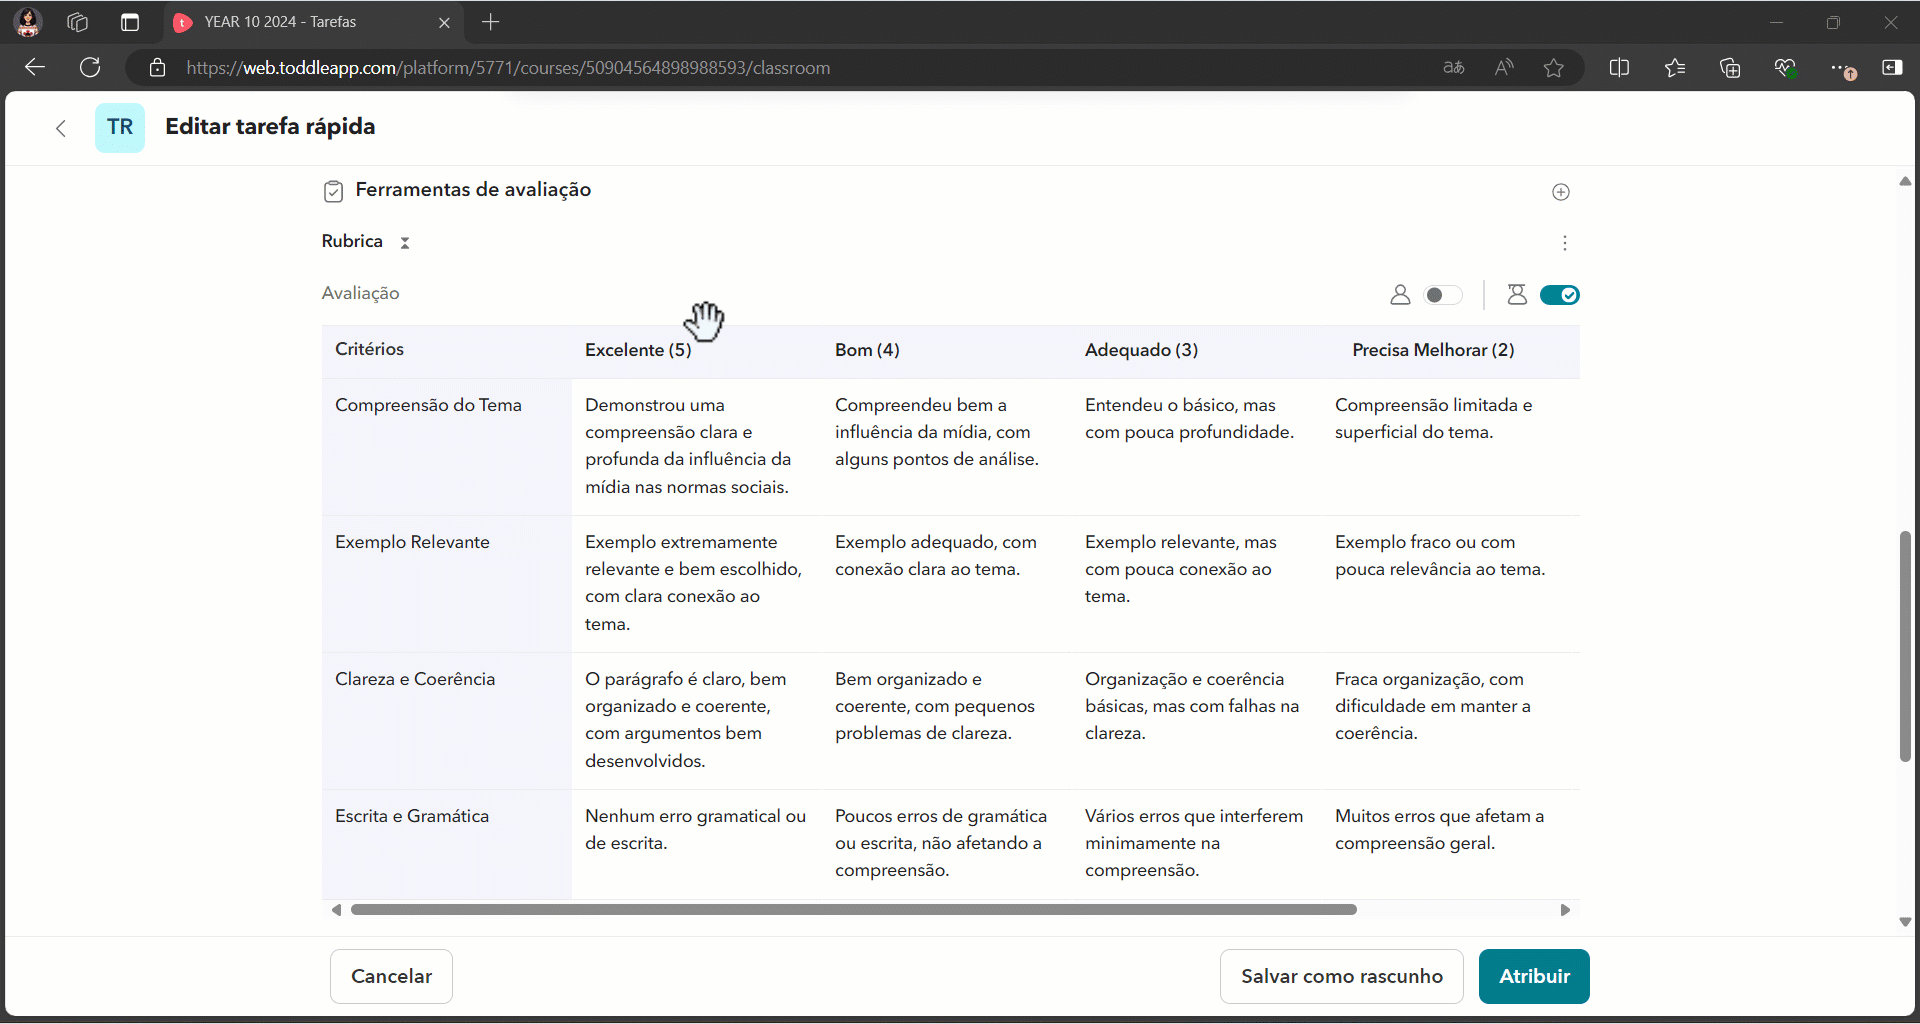 YEAR 10 2024 - Tarefas
https://web.toddleapp.com/platform/5771/courses/50904564898988593/classroom
aあ
TR
Editar tarefa rápida
Ferramentas de avaliação
Rubrica
Avaliação
Critérios
Excelente (5)
Bom (4)
Adequado (3)
Precisa Melhorar (2)
Compreensão do Tema
Demonstrou uma
compreensão clara e
profunda da influência da
mídia nas normas sociais.
Compreendeu bem a
influência da mídia, com
alguns pontos de análise.
Entendeu o básico, mas
com pouca profundidade.
Compreensão limitada e
superficial do tema.
Exemplo Relevante
Exemplo extremamente
relevante e bem escolhido,
com clara conexão ao
tema.
Exemplo adequado, com
conexão clara ao tema.
Exemplo relevante, mas
com pouca conexão ao
tema.
Exemplo fraco ou com
pouca relevância ao tema.
Clareza e Coerência
O parágrafo é claro, bem
organizado e coerente,
com argumentos bem
desenvolvidos.
Bem organizado e
coerente, com pequenos
problemas de clareza.
Organização e coerência
básicas, mas com falhas na
clareza.
Fraca organização, com
dificuldade em manter a
coerência.
Escrita e Gramática
Nenhum erro gramatical ou
de escrita.
Poucos erros de gramática
ou escrita, não afetando a
compreensão.
Vários erros que interferem
minimamente na
compreensão.
Muitos erros que afetam a
compreensão geral.
Cancelar
Salvar como rascunho
Atribuir